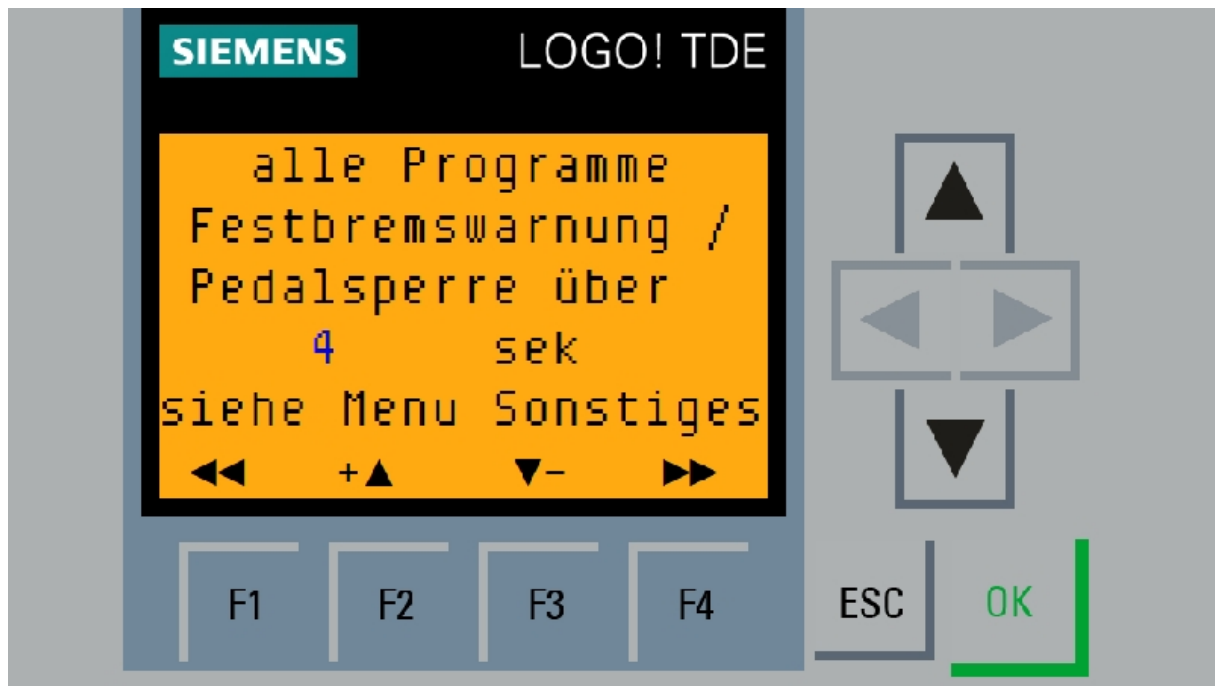 SIEMENS LOGO! TDE
alle Programme
Festbremswarnung /
Pedalsperre über
4 sek
siehe Menu Sonstiges
◀◀ +▲ ▼- ▶▶
F1 F2 F3 F4 ESC OK